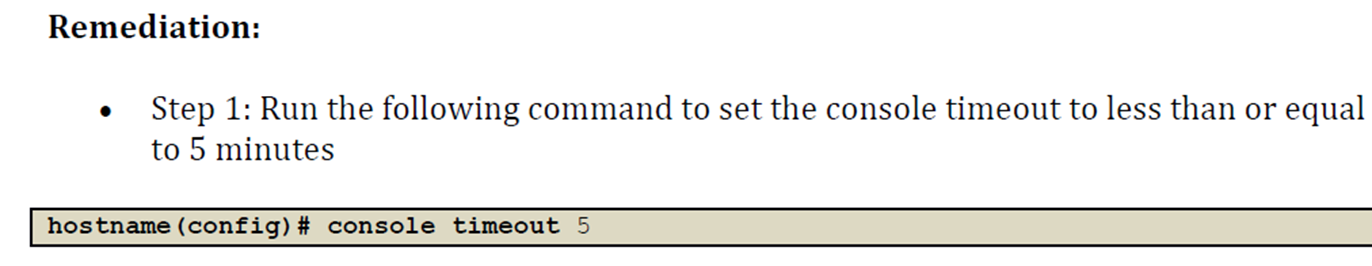 Remediation:
• Step 1: Run the following command to set the console timeout to less than or equal
to 5 minutes
hostname(config)# console timeout 5